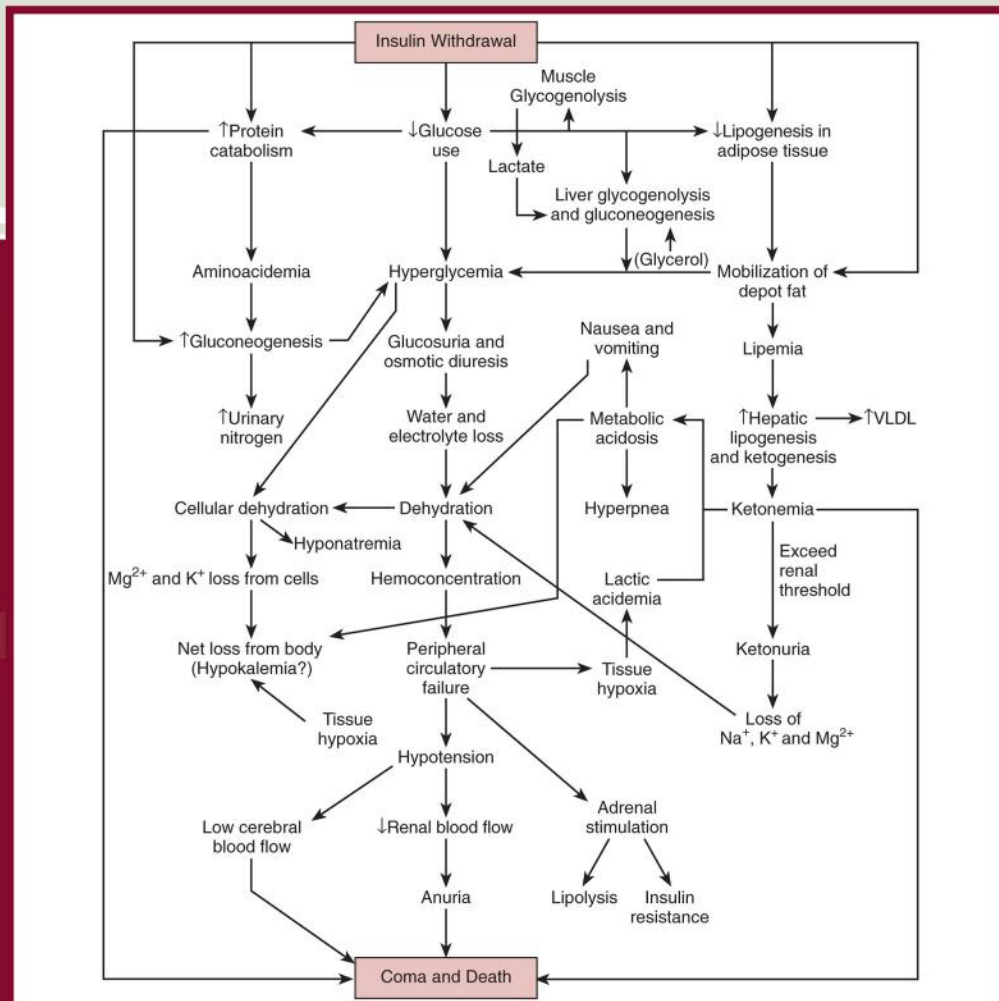 Insulin Withdrawal
Muscle
Glycogenolysis
↑Protein
catabolism
↓Glucose
use
↓Lipogenesis in
adipose tissue
Lactate
Liver glycogenolysis
and gluconeogenesis
(Glycerol)
Aminoacidemia
Hyperglycemia
Mobilization of
depot fat
↑Gluconeogenesis
Glucosuria and
osmotic diuresis
Nausea and
vomiting
Lipemia
↑Urinary
nitrogen
Water and
electrolyte loss
Metabolic
acidosis
↑Hepatic
lipogenesis
and ketogenesis
↑VLDL
Cellular dehydration
Dehydration
Hyperpnea
Ketonemia
Hyponatremia
Exceed
renal
threshold
Mg2+ and K+ loss from cells
Hemoconcentration
Lactic
acidemia
Net loss from body
(Hypokalemia?)
Peripheral
circulatory
failure
Tissue
hypoxia
Ketonuria
Tissue
hypoxia
Loss of
Na+, K+ and Mg2+
Hypotension
Low cerebral
blood flow
↓Renal blood flow
Adrenal
stimulation
Anuria
Lipolysis
Insulin
resistance
Coma and Death